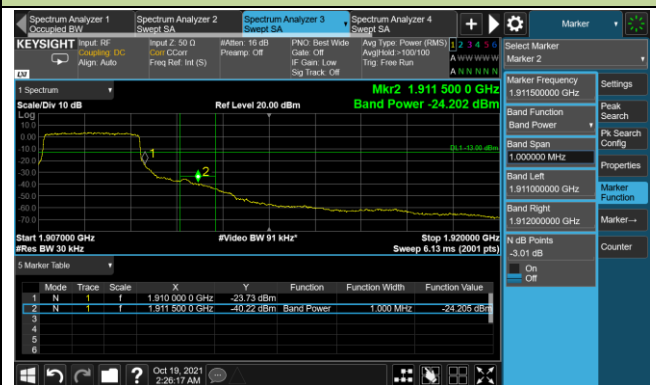 Spectrum Analyzer 1
Occupied BW
Spectrum Analyzer 2
Swept SA
Spectrum Analyzer 3
Swept SA
Spectrum Analyzer 4
Swept SA
Marker
KEYSIGHT
Input: RF
Coupling: DC
Align: Auto
Input Z: 50 Ω
Corr CCorr
Freq Ref: Int (S)
#Atten: 16 dB
Preamp: Off
PNO: Best Wide
Gate: Off
IF Gain: Low
Sig Track: Off
Avg Type: Power (RMS)
Avg|Hold:>100/100
Trig: Free Run
1 2 3 4 5 6
A W W W W W
A N N N N N
LXI
Select Marker
Marker 2
1 Spectrum
Scale/Div 10 dB
Ref Level 20.00 dBm
Mkr2 1.911 500 0 GHz
Band Power -24.202 dBm
Log
10.0
0.00
-10.0
-20.0
-30.0
-40.0
-50.0
-60.0
-70.0
1
2
DL1 -13.00 dBm
Start 1.907000 GHz
#Res BW 30 kHz
#Video BW 91 kHz*
Stop 1.920000 GHz
Sweep 6.13 ms (2001 pts)
Marker Frequency
1.911500000 GHz
Band Function
Band Power
Band Span
1.000000 MHz
Band Left
1.911000000 GHz
Band Right
1.912000000 GHz
N dB Points
-3.01 dB
On
Off
Settings
Peak
Search
Pk Search
Config
Properties
Marker
Function
Marker→
Counter
5 Marker Table
Mode Trace Scale X Y Function Function Width Function Value
1 N 1 f 1.910 000 0 GHz -23.73 dBm
2 N 1 f 1.911 500 0 GHz -40.22 dBm Band Power 1.000 MHz -24.205 dBm
3
4
5
6
?
Oct 19, 2021
2:26:17 AM